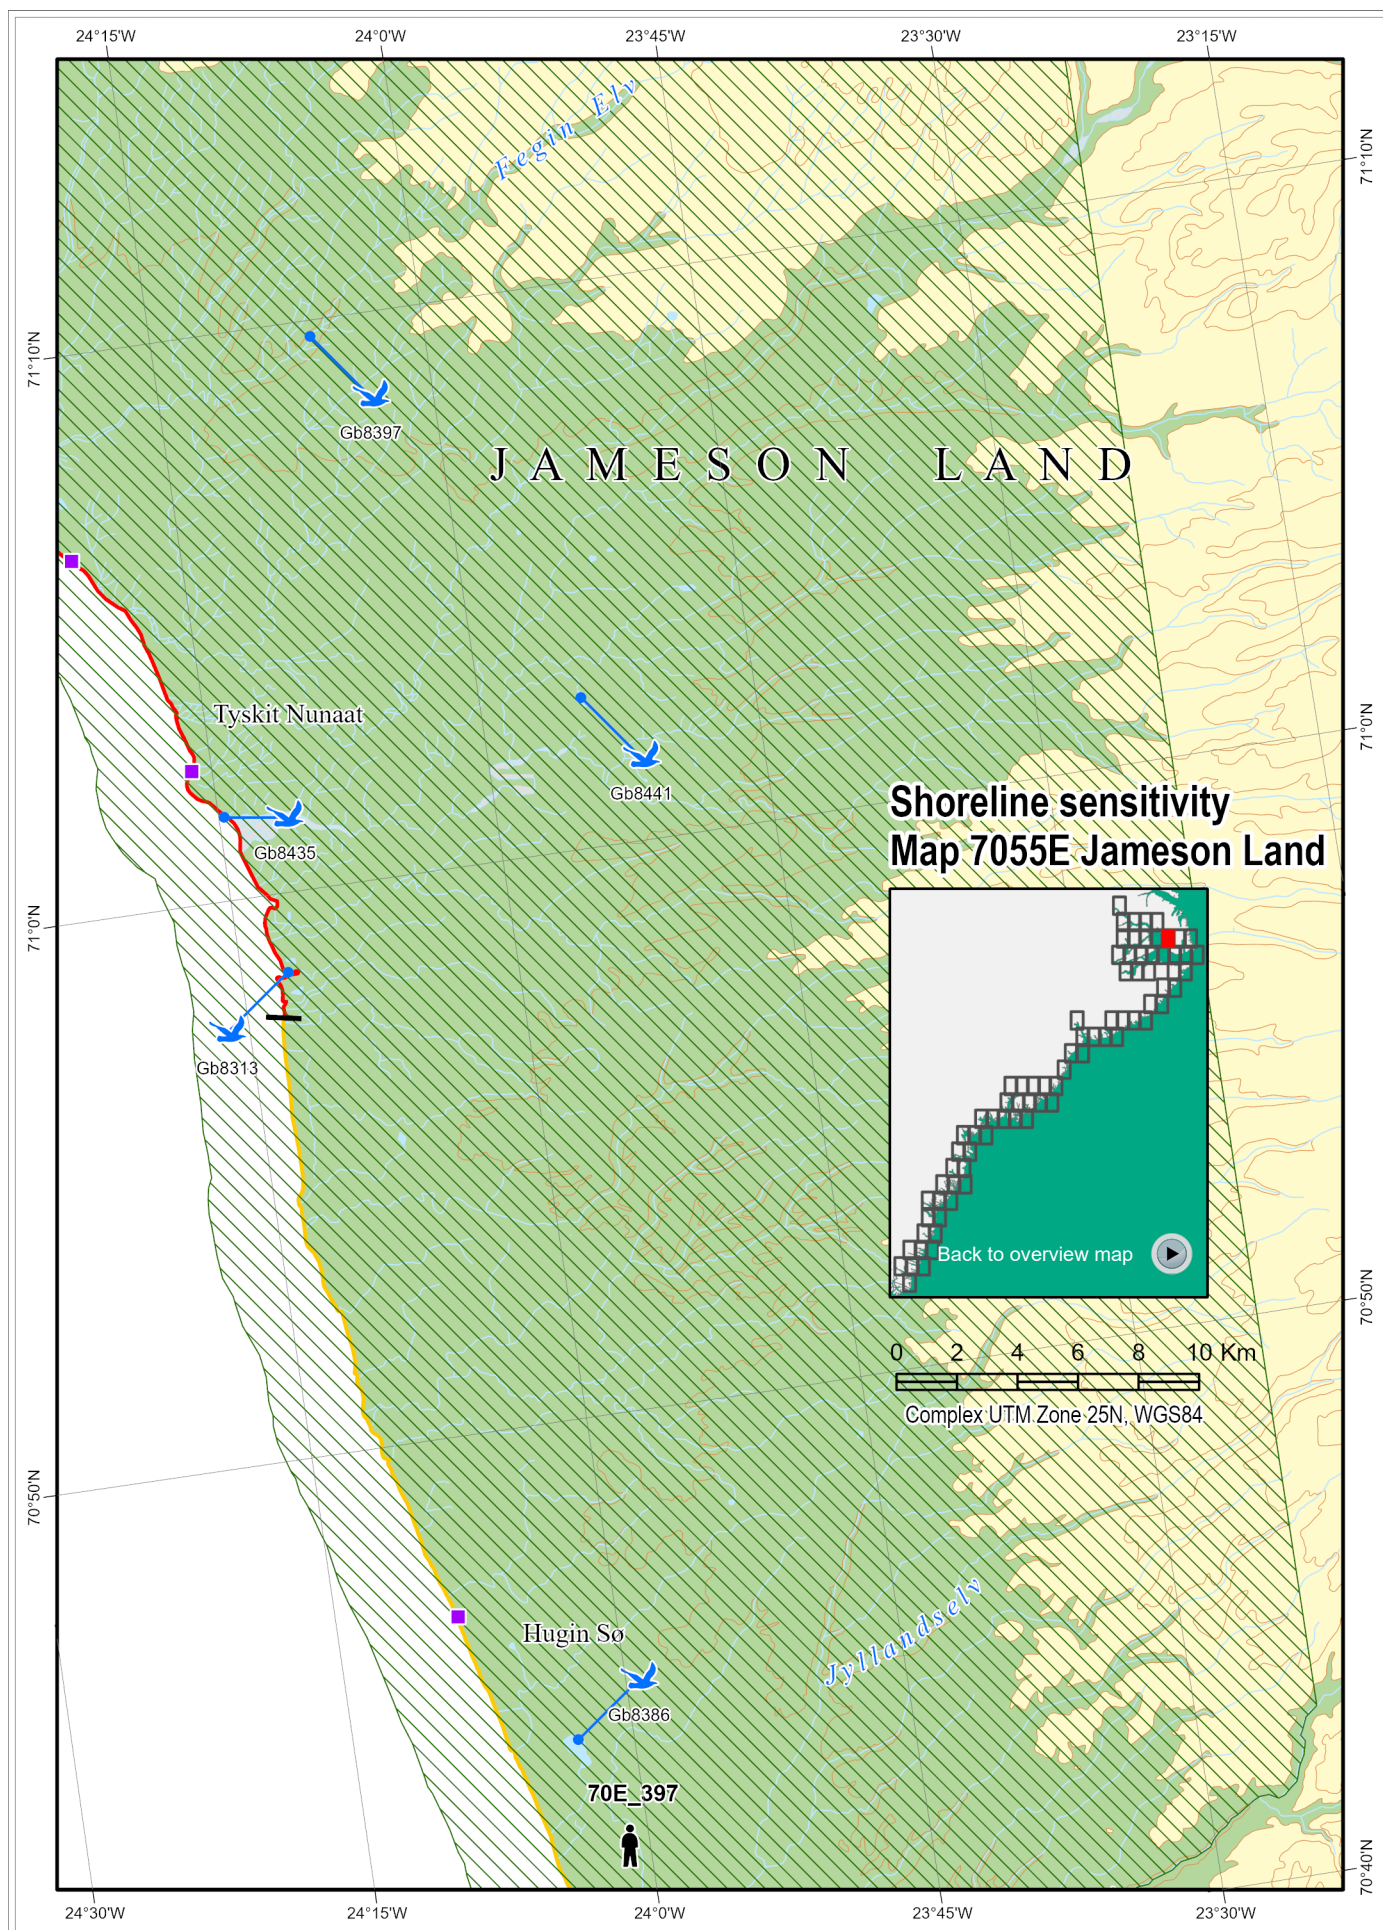 24°15'W 24°0'W 23°45'W 23°30'W 23°15'W
71°10'N
Fegin Elv
71°10'N
Gb8397
JAMESON LAND
Tyskit Nunaat
71°0'N
Gb8441
Shoreline sensitivity
Map 7055E Jameson Land
Gb8435
71°0'N
Gb8313
Back to overview map
70°50'N
0 2 4 6 8 10 Km
Complex UTM Zone 25N, WGS84
70°50'N
Hugin Sø
Jyllandselv
Gb8386
70E_397
70°40'N
24°30'W 24°15'W 24°0'W 23°45'W 23°30'W